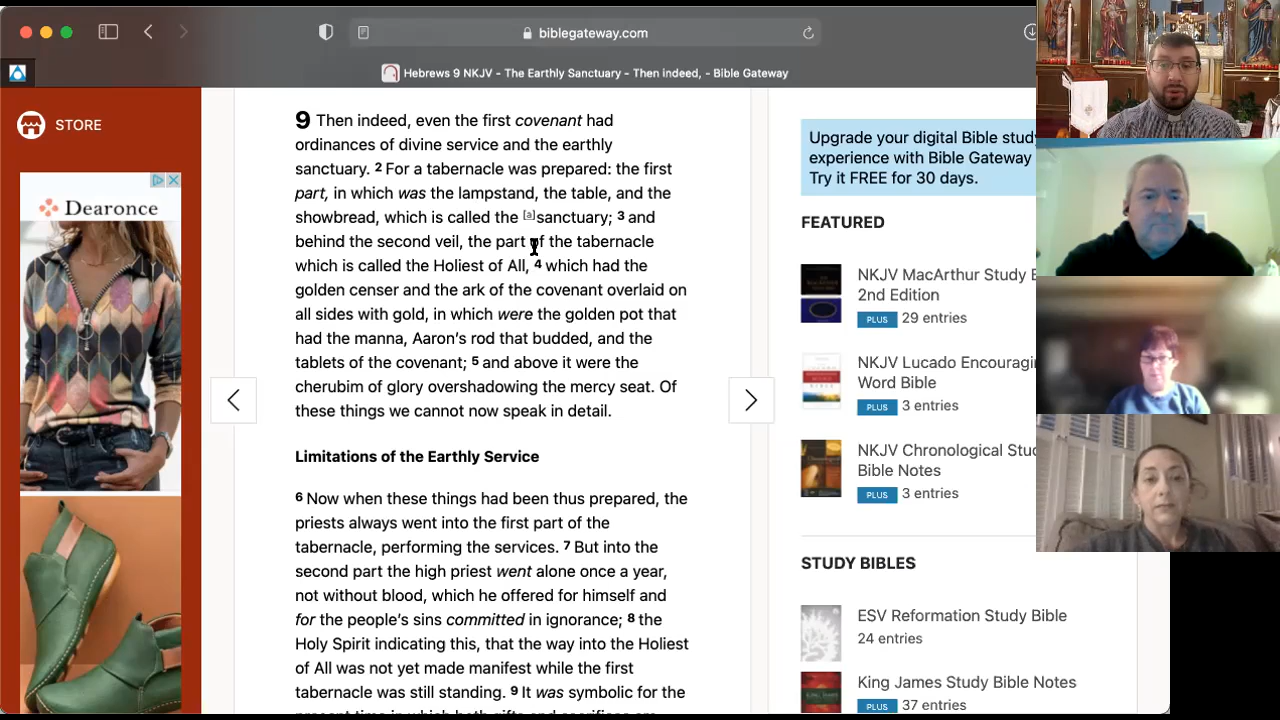 biblegateway.com
Hebrews 9 NKJV - The Earthly Sanctuary - Then indeed, - Bible Gateway
STORE
Dearonce
9 Then indeed, even the first covenant had
ordinances of divine service and the earthly
sanctuary. 2 For a tabernacle was prepared: the first
part, in which was the lampstand, the table, and the
showbread, which is called the [a]sanctuary; 3 and
behind the second veil, the part of the tabernacle
which is called the Holiest of All, 4 which had the
golden censer and the ark of the covenant overlaid on
all sides with gold, in which were the golden pot that
had the manna, Aaron's rod that budded, and the
tablets of the covenant; 5 and above it were the
cherubim of glory overshadowing the mercy seat. Of
these things we cannot now speak in detail.
Limitations of the Earthly Service
6 Now when these things had been thus prepared, the
priests always went into the first part of the
tabernacle, performing the services. 7 But into the
second part the high priest went alone once a year,
not without blood, which he offered for himself and
for the people's sins committed in ignorance; 8 the
Holy Spirit indicating this, that the way into the Holiest
of All was not yet made manifest while the first
tabernacle was still standing. 9 It was symbolic for the
Upgrade your digital Bible study
experience with Bible Gateway
Try it FREE for 30 days.
FEATURED
NKJV MacArthur Study
2nd Edition
PLUS 29 entries
NKJV Lucado
Word Bible
PLUS 3 entries
NKJV Chronological
Bible Notes
PLUS 3 entries
STUDY BIBLES
ESV Reformation Study Bible
24 entries
King James Study Bible Notes
PLUS 37 entries